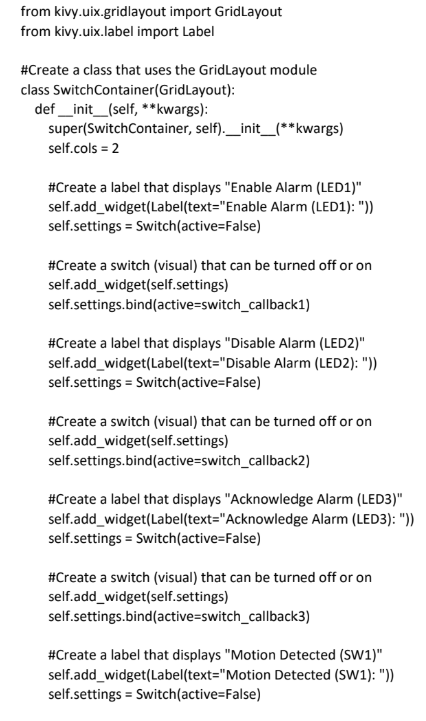 from kivy.uix.gridlayout import GridLayout
from kivy.uix.label import Label

#Create a class that uses the GridLayout module
class SwitchContainer(GridLayout):
  def __init__(self, **kwargs):
    super(SwitchContainer, self).__init__(**kwargs)
    self.cols = 2

    #Create a label that displays "Enable Alarm (LED1)"
    self.add_widget(Label(text="Enable Alarm (LED1): "))
    self.settings = Switch(active=False)

    #Create a switch (visual) that can be turned off or on
    self.add_widget(self.settings)
    self.settings.bind(active=switch_callback1)

    #Create a label that displays "Disable Alarm (LED2)"
    self.add_widget(Label(text="Disable Alarm (LED2): "))
    self.settings = Switch(active=False)

    #Create a switch (visual) that can be turned off or on
    self.add_widget(self.settings)
    self.settings.bind(active=switch_callback2)

    #Create a label that displays "Acknowledge Alarm (LED3)"
    self.add_widget(Label(text="Acknowledge Alarm (LED3): "))
    self.settings = Switch(active=False)

    #Create a switch (visual) that can be turned off or on
    self.add_widget(self.settings)
    self.settings.bind(active=switch_callback3)

    #Create a label that displays "Motion Detected (SW1)"
    self.add_widget(Label(text="Motion Detected (SW1): "))
    self.settings = Switch(active=False)